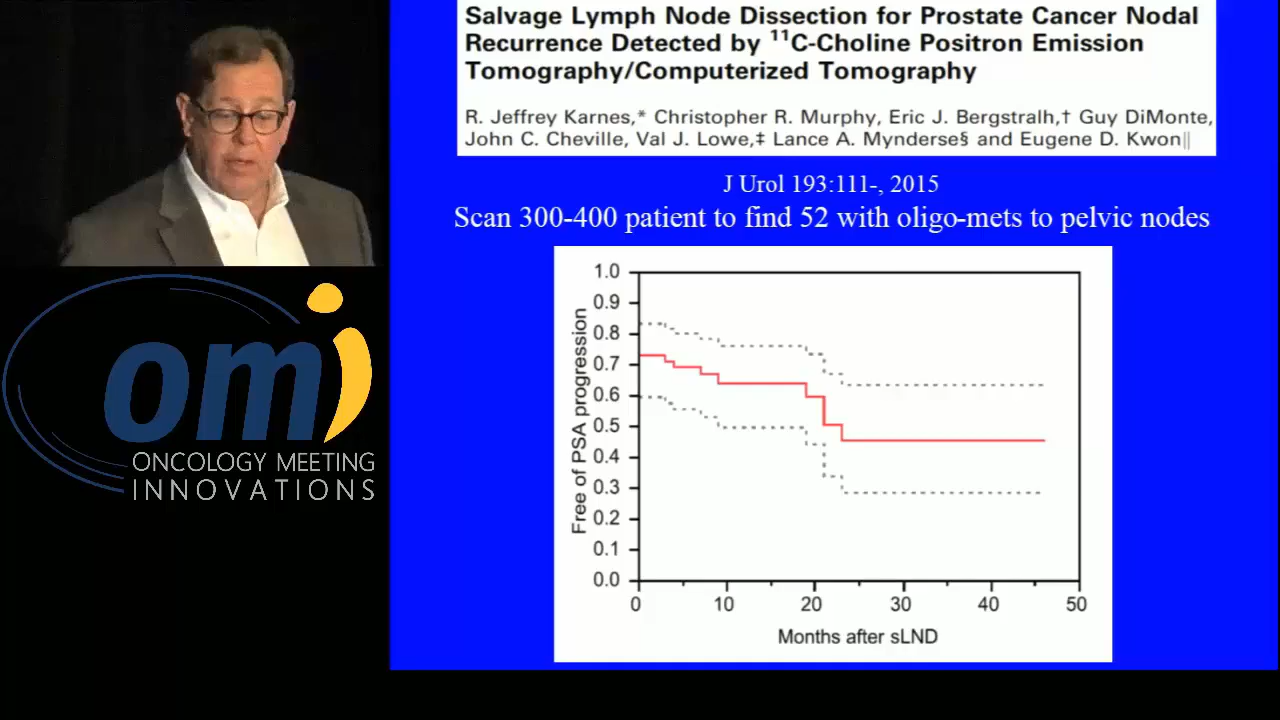 Salvage Lymph Node Dissection for Prostate Cancer Nodal
Recurrence Detected by ¹¹C-Choline Positron Emission
Tomography/Computerized Tomography
R. Jeffrey Karnes,* Christopher R. Murphy, Eric J. Bergstralh,† Guy DiMonte,
John C. Cheville, Val J. Lowe,‡ Lance A. Mynderse§ and Eugene D. Kwon||
J Urol 193:111-, 2015
Scan 300-400 patient to find 52 with oligo-mets to pelvic nodes
omi
ONCOLOGY MEETING
INNOVATIONS
Free of PSA progression
1.0
0.9
0.8
0.7
0.6
0.5
0.4
0.3
0.2
0.1
0.0
0 10 20 30 40 50
Months after sLND